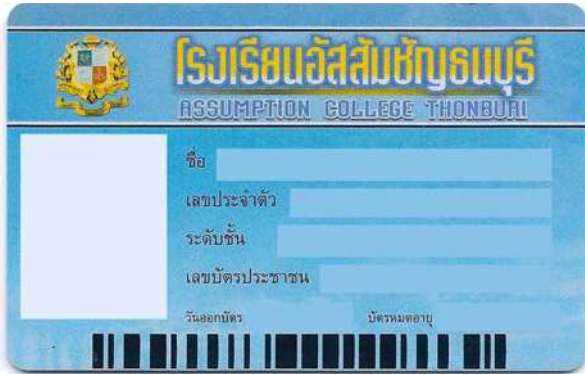 โรงเรียนอัสสัมชัญธนบุรี
ASSUMPTION COLLEGE THONBURI
ชื่อ
เลขประจำตัว
ระดับชั้น
เลขบัตรประชาชน
วันออกบัตร บัตรหมดอายุ